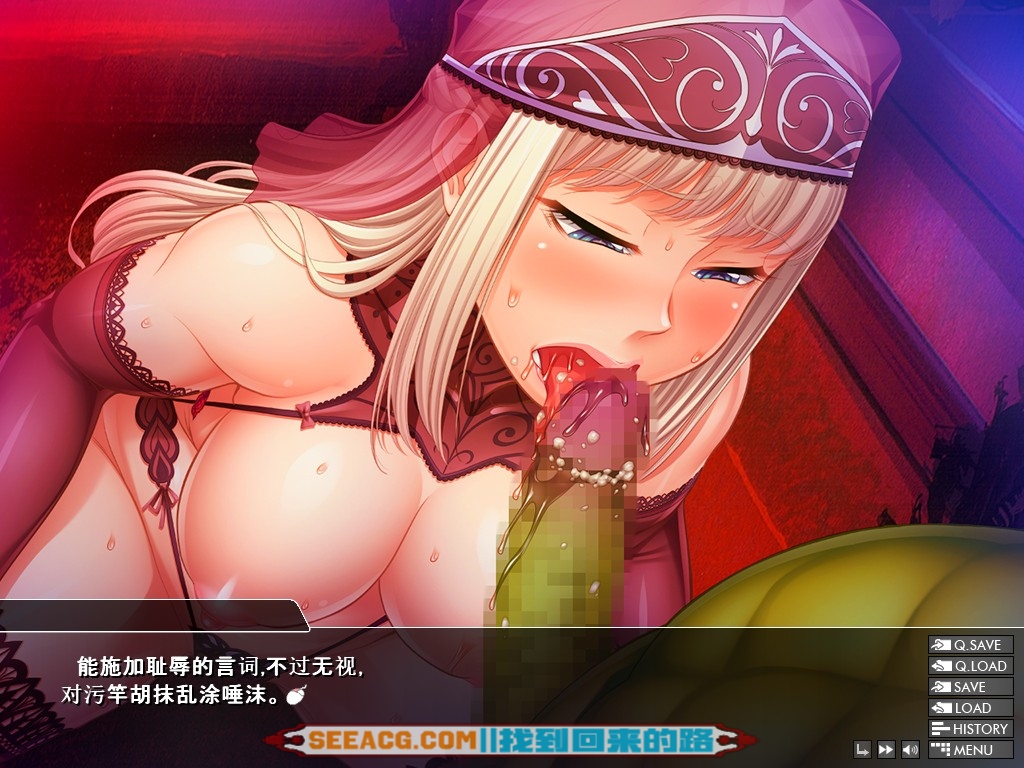 能施加耻辱的言词,不过无视,
对污竿胡抹乱涂唾沫。
Q.SAVE
Q.LOAD
SAVE
LOAD
HISTORY
MENU
SEEACG.COM||找到回来的路